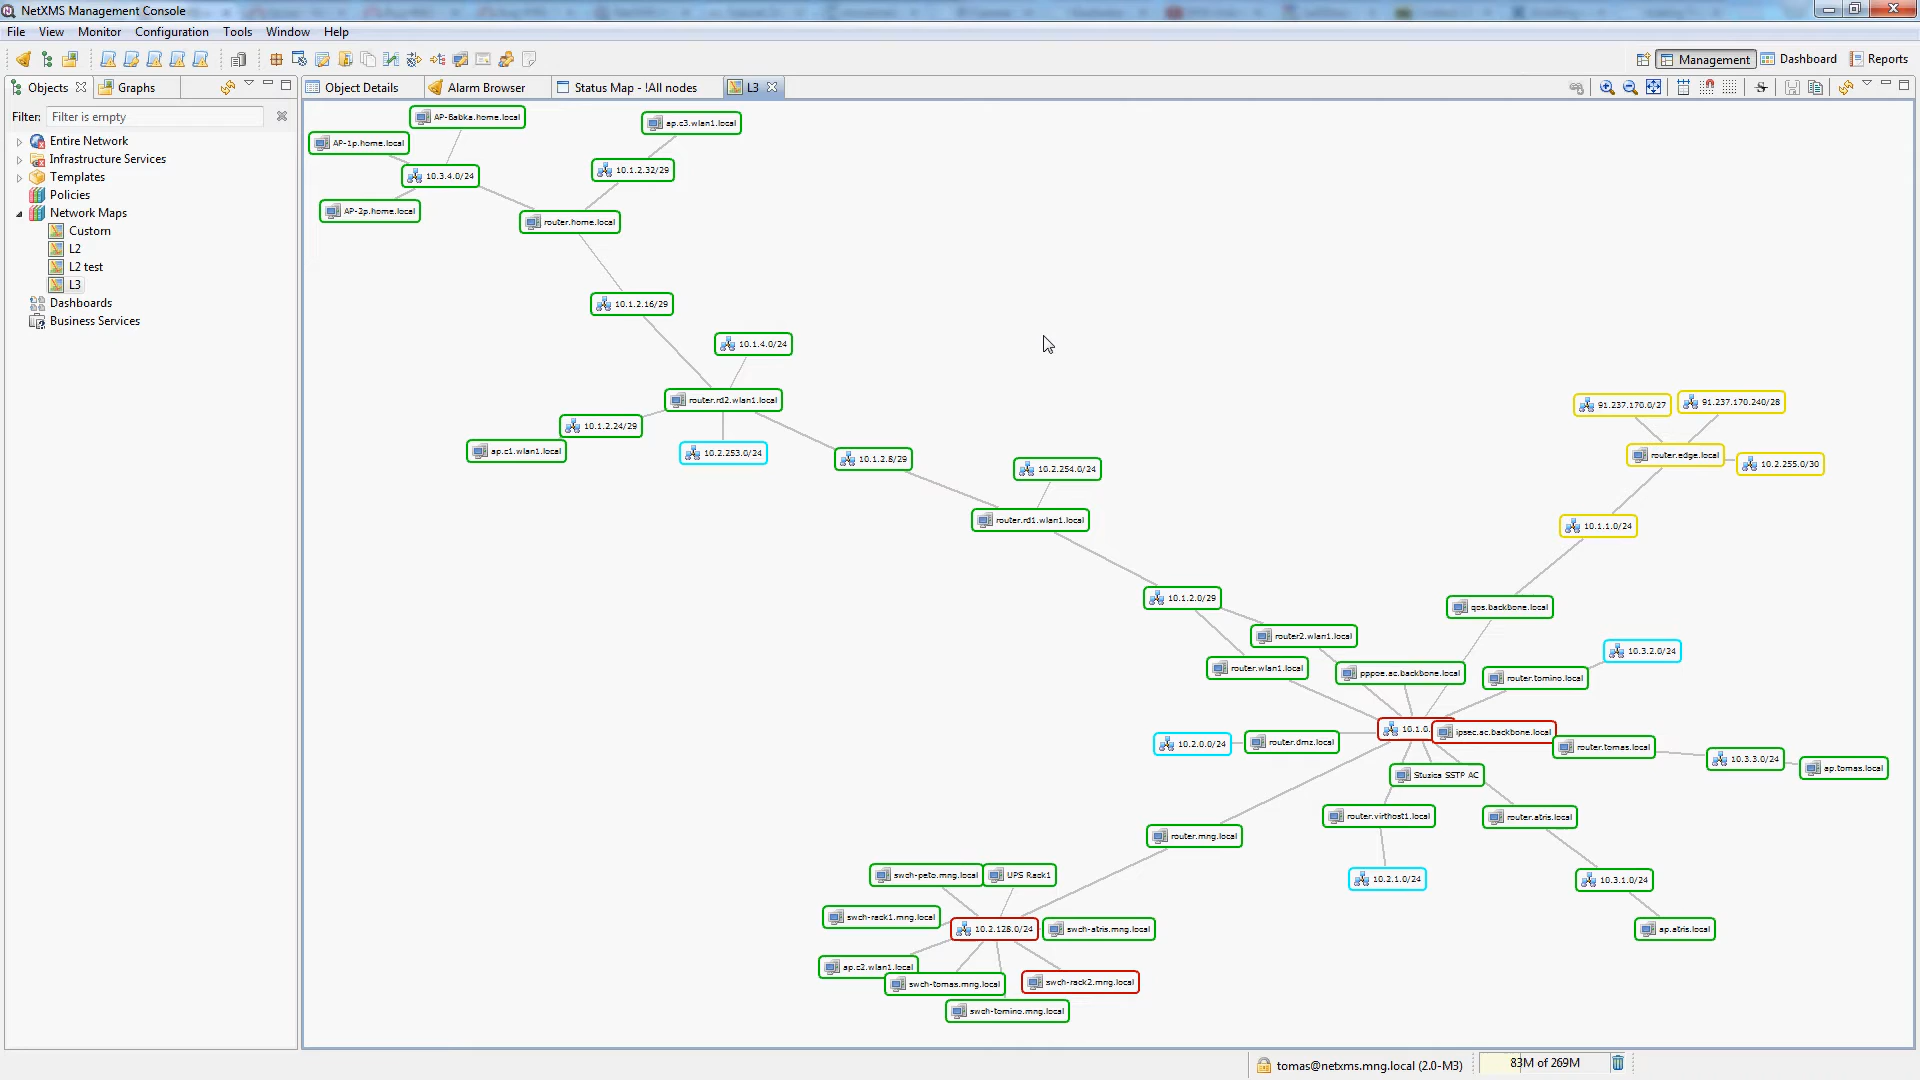 NetXMS Management Console
File View Monitor Configuration Tools Window Help
Management Dashboard Reports
Objects Graphs
Object Details Alarm Browser Status Map - !All nodes L3
Filter: Filter is empty
Entire Network
Infrastructure Services
Templates
Policies
Network Maps
Custom
L2
L2 test
L3
Dashboards
Business Services
AP-Babka.home.local
ap.c3.wlan1.local
AP-1p.home.local
10.3.4.0/24
10.1.2.32/29
AP-2p.home.local
router.home.local
10.1.2.16/29
10.1.4.0/24
router.rd2.wlan1.local
91.237.170.0/27
91.237.170.240/28
10.1.2.24/29
ap.c1.wlan1.local
10.2.253.0/24
10.1.2.8/29
router.edge.local
10.2.255.0/30
10.2.254.0/24
router.rd1.wlan1.local
10.1.1.0/24
10.1.2.0/29
qos.backbone.local
router2.wlan1.local
10.3.2.0/24
router.wlan1.local
pppoe.ac.backbone.local
router.tomino.local
10.1.0.
ipsec.ac.backbone.local
10.2.0.0/24
router.dmz.local
router.tomas.local
10.3.3.0/24
ap.tomas.local
Stuzica SSTP AC
router.virthost1.local
router.atris.local
router.mng.local
swch-peto.mng.local
UPS Rack1
10.2.1.0/24
10.3.1.0/24
swch-rack1.mng.local
10.2.128.0/24
swch-atris.mng.local
ap.atris.local
ap.c2.wlan1.local
swch-tomas.mng.local
swch-rack2.mng.local
swch-tomino.mng.local
tomas@netxms.mng.local (2.0-M3)
83M of 269M